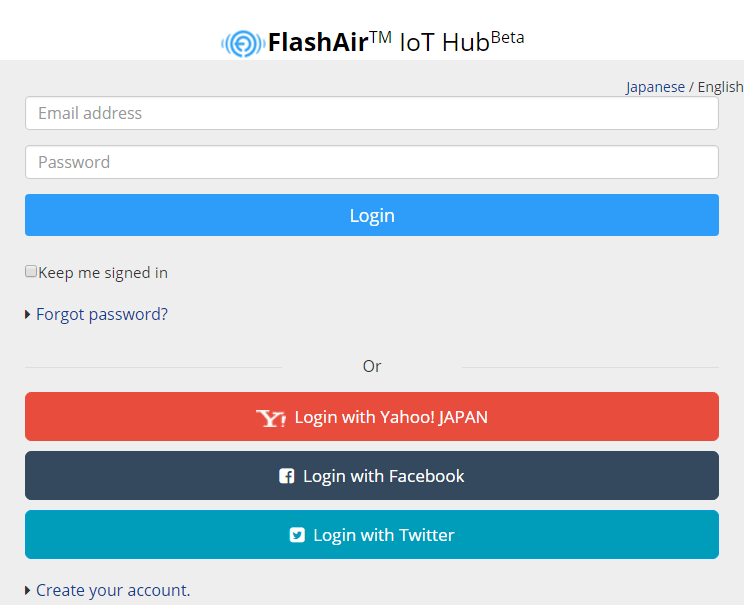 FlashAir™ IoT Hub Beta
Japanese / English
Email address
Password
Login
Keep me signed in
Forgot password?
Or
Y! Login with Yahoo! JAPAN
Login with Facebook
Login with Twitter
Create your account.